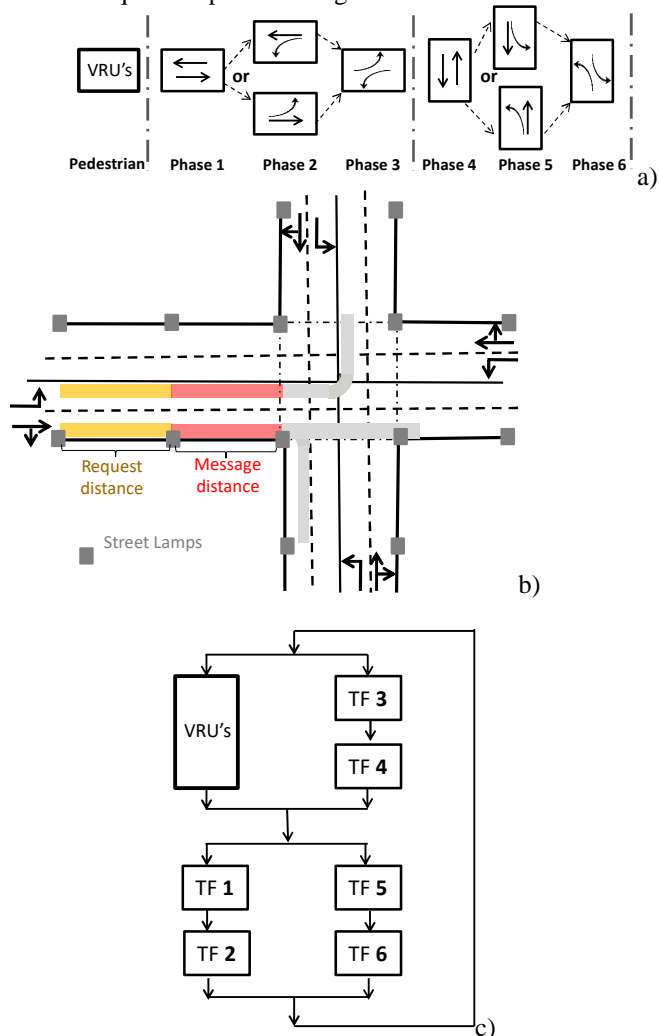 VRU's
or
or
Pedestrian Phase 1 Phase 2 Phase 3 Phase 4 Phase 5 Phase 6
a)
Request
distance
Message
distance
Street Lamps
b)
VRU's
TF 3
TF 4
TF 1
TF 5
TF 2
TF 6
c)